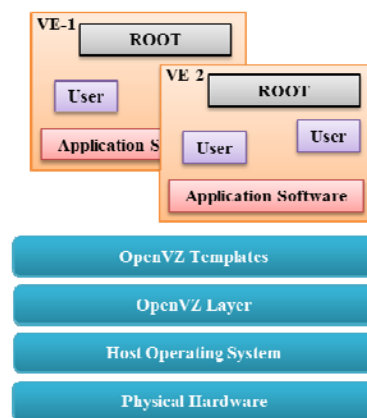 VE-1
ROOT
User
Application S
VE 2
ROOT
User
User
Application Software
OpenVZ Templates
OpenVZ Layer
Host Operating System
Physical Hardware